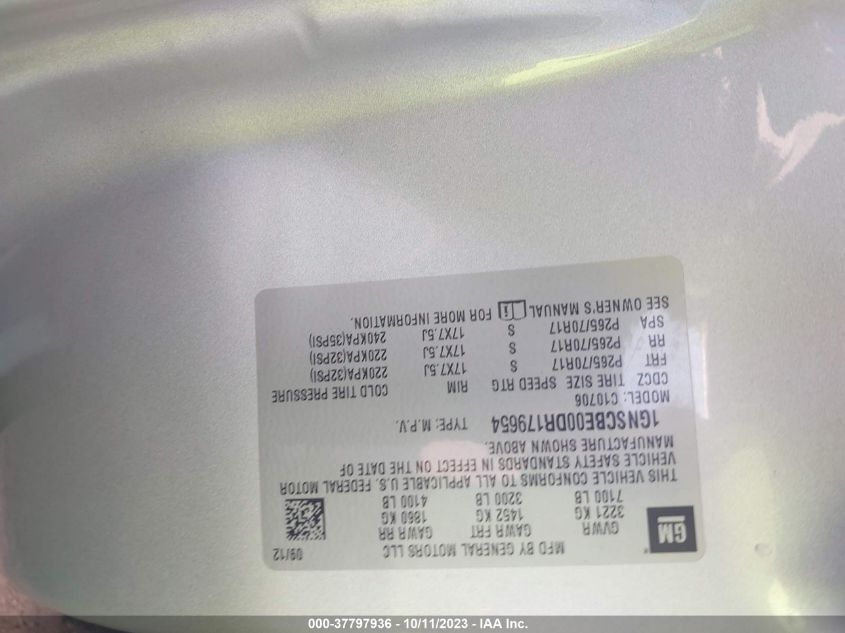 MFD BY GENERAL MOTORS LLC 09/12
GM
GVWR GAWR FRT GAWR RR
3221 KG 1452 KG 1860 KG
7100 LB 3200 LB 4100 LB
THIS VEHICLE CONFORMS TO ALL APPLICABLE U.S. FEDERAL MOTOR
VEHICLE SAFETY STANDARDS IN EFFECT ON THE DATE OF
MANUFACTURE SHOWN ABOVE.
1GNSCBE00DR179654 TYPE: M.P.V.
MODEL: C10706
CDCZ TIRE SIZE SPEED RTG RIM COLD TIRE PRESSURE
FRT P265/70R17 S 17X7.5J 220KPA(32PSI)
RR P265/70R17 S 17X7.5J 220KPA(32PSI)
SPA P265/70R17 S 17X7.5J 240KPA(35PSI)
SEE OWNER'S MANUAL FOR MORE INFORMATION.
000-37797936 - 10/11/2023 - IAA Inc.